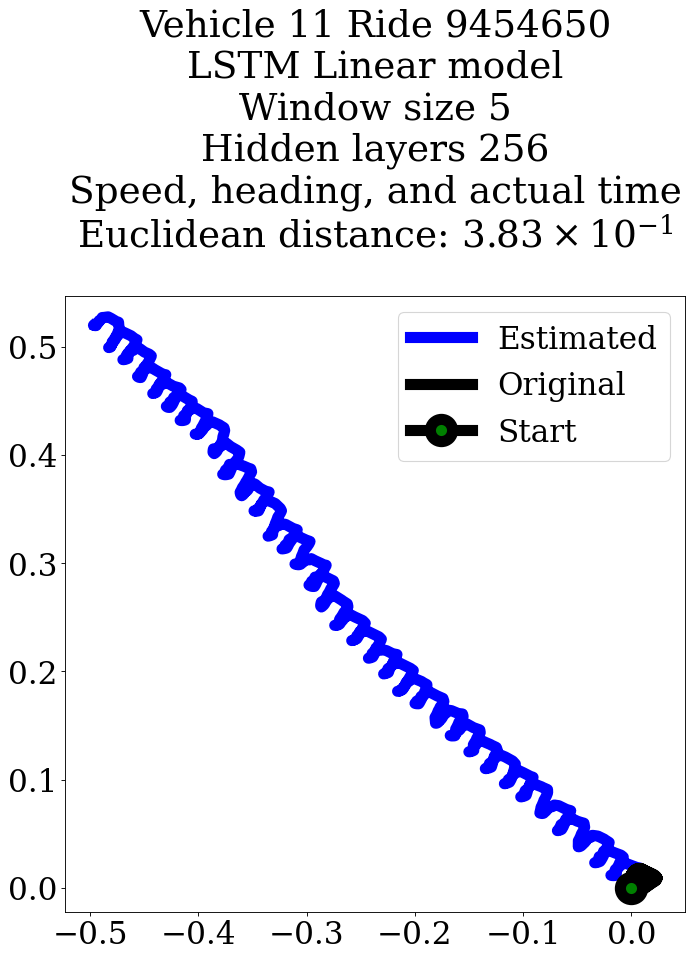 Vehicle 11 Ride 9454650
LSTM Linear model
Window size 5
Hidden layers 256
Speed, heading, and actual time
Euclidean distance: 3.83 × 10⁻¹
Estimated
Original
Start
0.5
0.4
0.3
0.2
0.1
0.0
−0.5 −0.4 −0.3 −0.2 −0.1 0.0